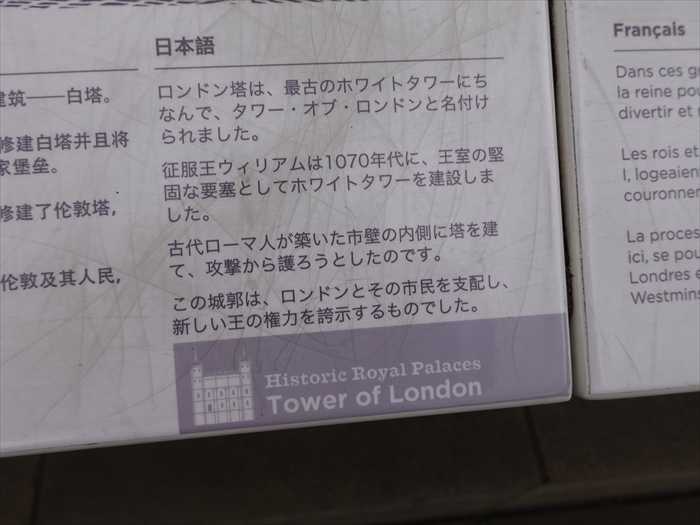 建筑——白塔。
修建白塔并且将
家堡垒。
修建了伦敦塔，
伦敦及其人民，
日本語
ロンドン塔は、最古のホワイトタワーにち
なんで、タワー・オブ・ロンドンと名付け
られました。
征服王ウィリアムは1070年代に、王室の堅
固な要塞としてホワイトタワーを建設しま
した。
古代ローマ人が築いた市壁の内側に塔を建
て、攻撃から護ろうとしたのです。
この城郭は、ロンドンとその市民を支配し、
新しい王の権力を誇示するものでした。
Historic Royal Palaces
Tower of London
Français
Dans ces
la reine
divertir et
Les rois et
I, logeaien
couronne
La proces
ici, se pou
Londres
Westmins